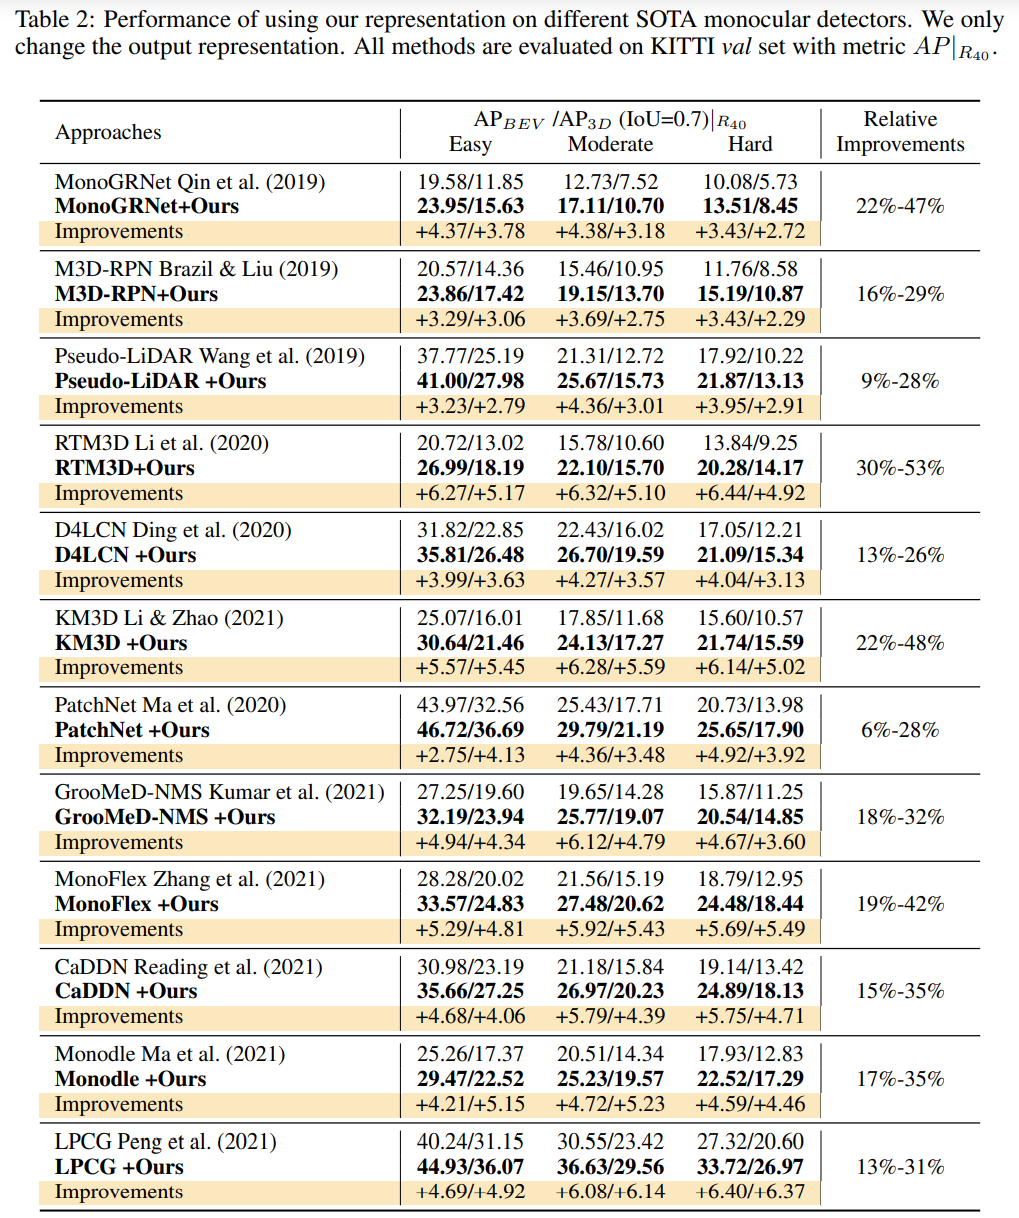 Table 2: Performance of using our representation on different SOTA monocular detectors. We only
change the output representation. All methods are evaluated on KITTI val set with metric AP|R40.
Approaches AP_BEV /AP_3D (IoU=0.7)|R40 Relative
Easy Moderate Hard Improvements
MonoGRNet Qin et al. (2019) 19.58/11.85 12.73/7.52 10.08/5.73
MonoGRNet+Ours 23.95/15.63 17.11/10.70 13.51/8.45 22%-47%
Improvements +4.37/+3.78 +4.38/+3.18 +3.43/+2.72
M3D-RPN Brazil & Liu (2019) 20.57/14.36 15.46/10.95 11.76/8.58
M3D-RPN+Ours 23.86/17.42 19.15/13.70 15.19/10.87 16%-29%
Improvements +3.29/+3.06 +3.69/+2.75 +3.43/+2.29
Pseudo-LiDAR Wang et al. (2019) 37.77/25.19 21.31/12.72 17.92/10.22
Pseudo-LiDAR +Ours 41.00/27.98 25.67/15.73 21.87/13.13 9%-28%
Improvements +3.23/+2.79 +4.36/+3.01 +3.95/+2.91
RTM3D Li et al. (2020) 20.72/13.02 15.78/10.60 13.84/9.25
RTM3D+Ours 26.99/18.19 22.10/15.70 20.28/14.17 30%-53%
Improvements +6.27/+5.17 +6.32/+5.10 +6.44/+4.92
D4LCN Ding et al. (2020) 31.82/22.85 22.43/16.02 17.05/12.21
D4LCN +Ours 35.81/26.48 26.70/19.59 21.09/15.34 13%-26%
Improvements +3.99/+3.63 +4.27/+3.57 +4.04/+3.13
KM3D Li & Zhao (2021) 25.07/16.01 17.85/11.68 15.60/10.57
KM3D +Ours 30.64/21.46 24.13/17.27 21.74/15.59 22%-48%
Improvements +5.57/+5.45 +6.28/+5.59 +6.14/+5.02
PatchNet Ma et al. (2020) 43.97/32.56 25.43/17.71 20.73/13.98
PatchNet +Ours 46.72/36.69 29.79/21.19 25.65/17.90 6%-28%
Improvements +2.75/+4.13 +4.36/+3.48 +4.92/+3.92
GrooMeD-NMS Kumar et al. (2021) 27.25/19.60 19.65/14.28 15.87/11.25
GrooMeD-NMS +Ours 32.19/23.94 25.77/19.07 20.54/14.85 18%-32%
Improvements +4.94/+4.34 +6.12/+4.79 +4.67/+3.60
MonoFlex Zhang et al. (2021) 28.28/20.02 21.56/15.19 18.79/12.95
MonoFlex +Ours 33.57/24.83 27.48/20.62 24.48/18.44 19%-42%
Improvements +5.29/+4.81 +5.92/+5.43 +5.69/+5.49
CaDDN Reading et al. (2021) 30.98/23.19 21.18/15.84 19.14/13.42
CaDDN +Ours 35.66/27.25 26.97/20.23 24.89/18.13 15%-35%
Improvements +4.68/+4.06 +5.79/+4.39 +5.75/+4.71
Monodle Ma et al. (2021) 25.26/17.37 20.51/14.34 17.93/12.83
Monodle +Ours 29.47/22.52 25.23/19.57 22.52/17.29 17%-35%
Improvements +4.21/+5.15 +4.72/+5.23 +4.59/+4.46
LPCG Peng et al. (2021) 40.24/31.15 30.55/23.42 27.32/20.60
LPCG +Ours 44.93/36.07 36.63/29.56 33.72/26.97 13%-31%
Improvements +4.69/+4.92 +6.08/+6.14 +6.40/+6.37